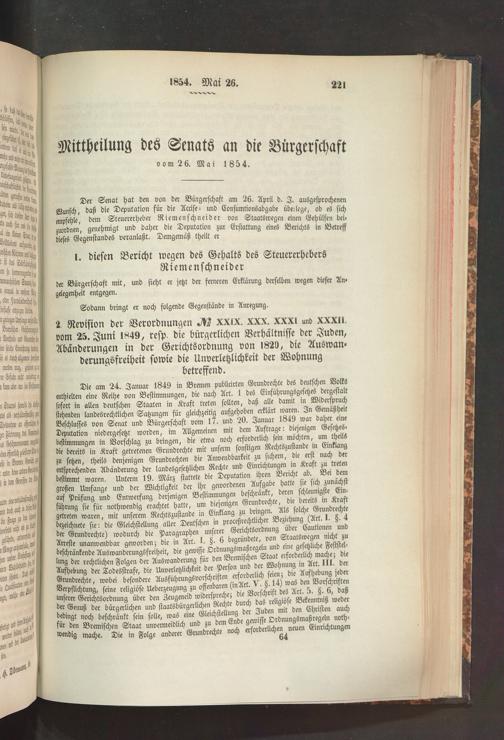 1854. Mai 26.
221
Mittheilung des Senats an die Bürgerschaft
vom 26. Mai 1854.
Der Senat hat den von der Bürgerschaft am 26. April d. J. ausgesprochenen
Wunsch, daß die Deputation für die Accise- und Consumtionsabgabe überlege, ob es sich
empfehle, dem Steuererheber Riemenschneider von Staatswegen einen Gehülfen bei-
zuordnen, genehmigt und daher die Deputation zur Erstattung eines Berichts in Betreff
dieses Gegenstandes veranlaßt. Demgemäß theilt er
1. diesen Bericht wegen des Gehalts des Steuererhebers
Riemenschneider
der Bürgerschaft mit, und sieht er jetzt der ferneren Erklärung derselben wegen dieser An-
gelegenheit entgegen.
Sodann bringt er noch folgende Gegenstände in Anregung.
2 Revision der Verordnungen № XXIX. XXX. XXXI und XXXII.
vom 25. Juni 1849, resp. die bürgerlichen Verhältnisse der Juden,
Abänderungen in der Gerichtsordnung von 1820, die Auswan-
derungsfreiheit sowie die Unverletzlichkeit der Wohnung
betreffend.
Die am 24. Januar 1849 in Bremen publicirten Grundrechte des deutschen Volks
enthielten eine Reihe von Bestimmungen, die nach Art. 1 des Einführungsgesetzes dergestalt
sofort in allen deutschen Staaten in Kraft treten sollten, daß alle damit in Widerspruch
stehenden landesrechtlichen Satzungen für gleichzeitig aufgehoben erklärt waren. In Gemäßheit
Beschlusses von Senat und Bürgerschaft vom 17. und 20. Januar 1849 war daher eine
Deputation niedergesetzt worden, im Allgemeinen mit dem Auftrage: diejenigen Gesetzes-
bestimmungen in Vorschlag zu bringen, die etwa noch erforderlich sein möchten, um theils
die bereits in Kraft getretenen Grundrechte mit unsern sonstigen Rechtszustande in Einklang
zu setzen, theils denjenigen Grundrechten die Anwendbarkeit zu sichern, die erst nach der
entsprechenden Abänderung der landesgesetzlichen Rechte und Einrichtungen in Kraft zu treten
bestimmt waren. Unterm 19. März stattete die Deputation ihren Bericht ab. Bei dem
großen Umfange und der Wichtigkeit der ihr gewordenen Aufgabe hatte sie sich zunächst
auf Prüfung und Entwerfung derjenigen Bestimmungen beschränkt, deren schleunigste Ein-
führung sie für nothwendig erachtet hatte, um diejenigen Grundrechte, die bereits in Kraft
getreten waren, mit unserem Rechtszustande in Einklang zu bringen. Als solche Grundrechte
bezeichnete sie: die Gleichstellung aller Deutschen in processrechtlicher Beziehung (Art. I. §. 4
der Grundrechte) wodurch die Paragraphen unserer Gerichtsordnung über Cautionen und
Arreste unanwendbar geworden; die in Art. I. §. 6 begründete, von Staatswegen nicht zu
beschränkende Auswanderungsfreiheit, die gewisse Ordnungsmaßregeln und eine gesetzliche Feststel-
lung der rechtlichen Folgen der Auswanderung für den Bremischen Staat erforderlich mache; die
Aufhebung der Todesstrafe, die Unverletzlichkeit der Person und der Wohnung in Art. III. der
Grundrechte, wobei besondere Ausführungsvorschriften erforderlich seien; die Aufhebung jeder
Verpflichtung, seine religiöse Ueberzeugung zu offenbaren (in Art. V. §. 14) was den Vorschriften
unserer Gerichtsordnung über den Zeugeneid widerspreche; die Vorschrift des Art. 5. §. 6, daß
der Genuß der bürgerlichen und staatsbürgerlichen Rechte durch das religiöse Bekenntniß weder
bedingt noch beschränkt sein solle, was eine Gleichstellung der Juden mit den Christen auch
für den Bremischen Staat unvermeidlich und zu dem Ende gewisse Ordnungsmaßregeln noth-
wendig mache. Die in Folge anderer Grundrechte noch erforderlichen neuen Einrichtungen
64